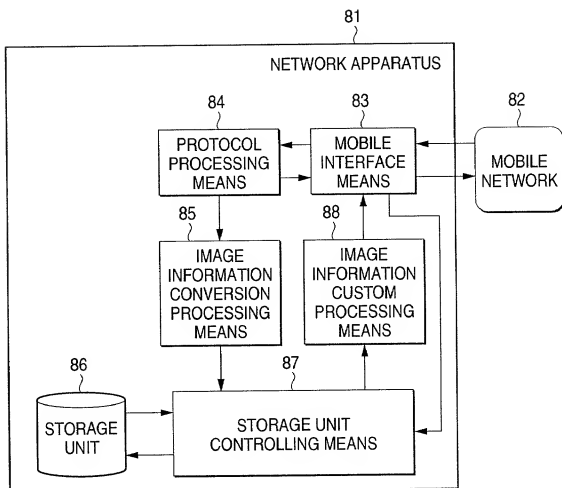 81
NETWORK APPARATUS
84
83
82
PROTOCOL
PROCESSING
MEANS
MOBILE
INTERFACE
MEANS
MOBILE
NETWORK
85
88
IMAGE
INFORMATION
CONVERSION
PROCESSING
MEANS
IMAGE
INFORMATION
CUSTOM
PROCESSING
MEANS
86
87
STORAGE
UNIT
STORAGE UNIT
CONTROLLING MEANS